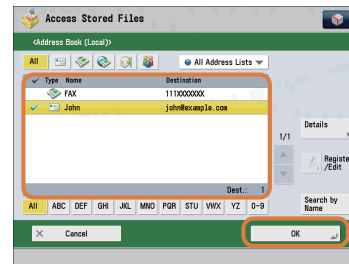 Access Stored Files
<Address Book (Local)>
All
All Address Lists
Type Name Destination
FAX 111XXXXXXX
John john@example.com
Details
1/1
Registe
/Edit
Dest.: 1
All ABC DEF GHI JKL MNO PQR STU VWX YZ 0-9
Search by
Name
Cancel
OK